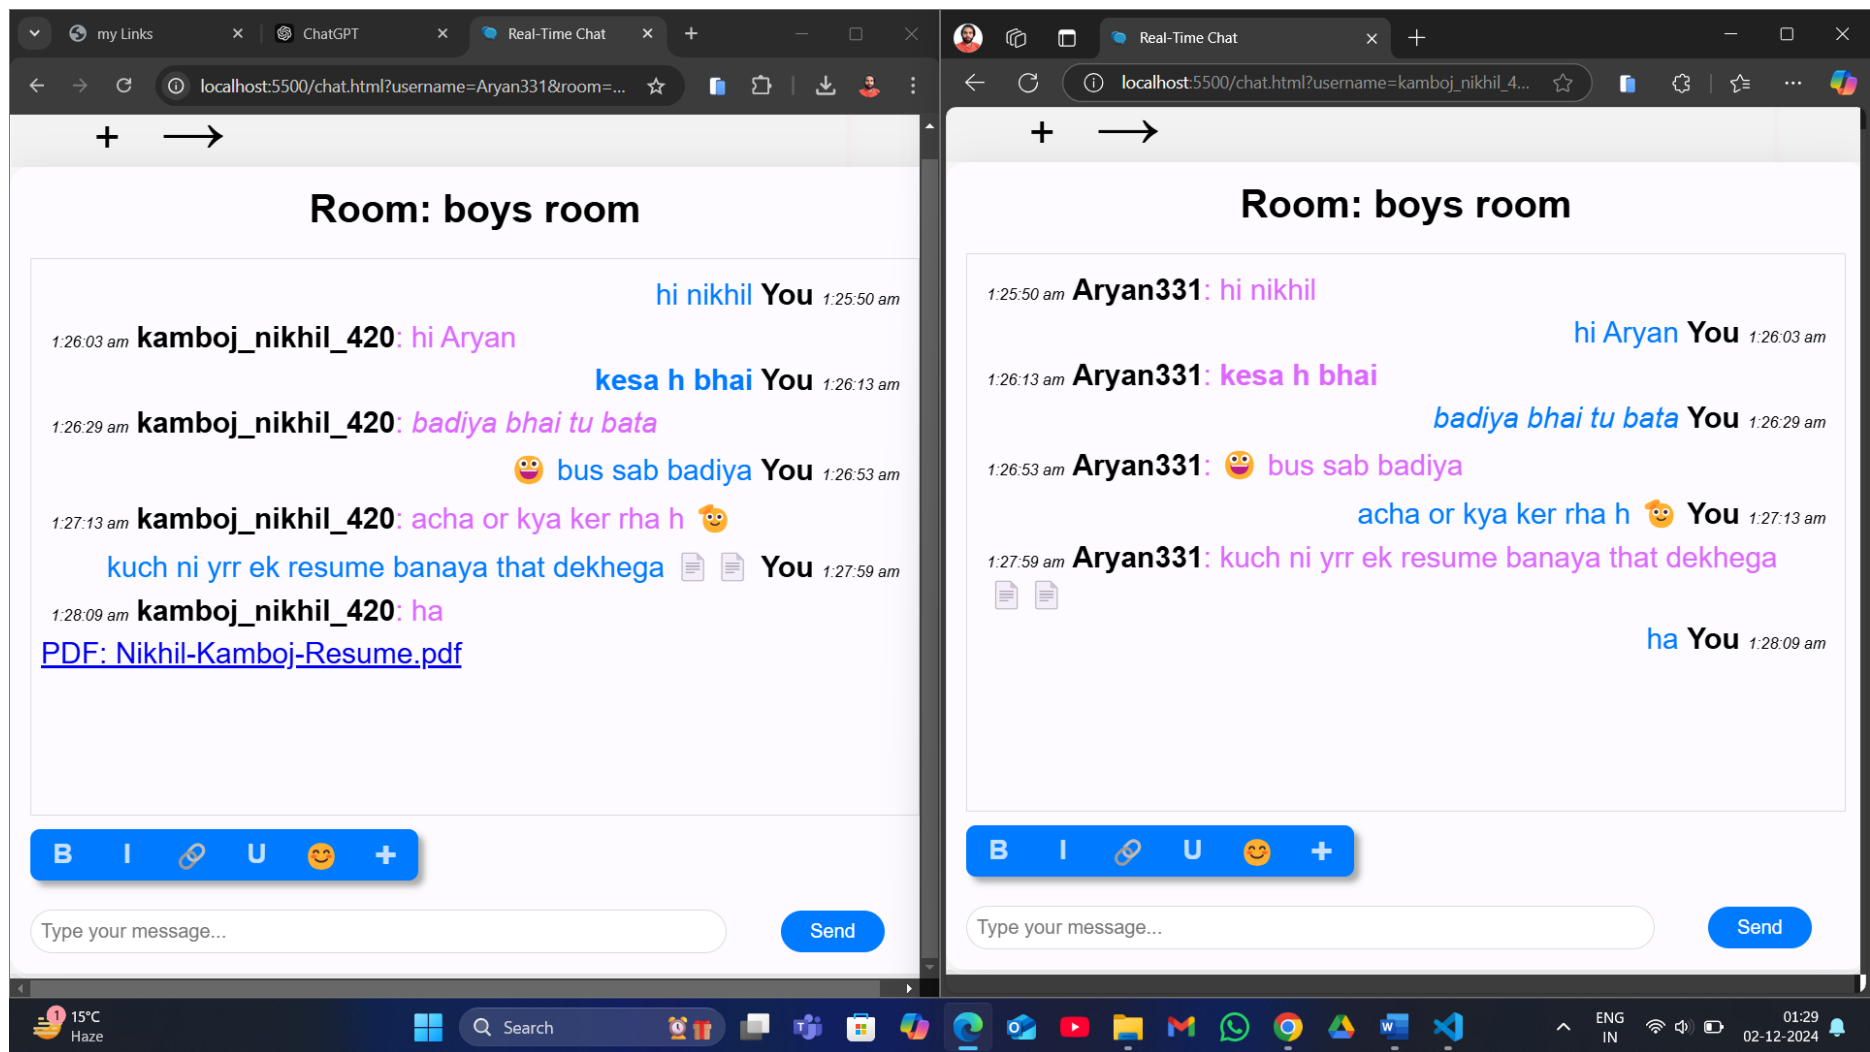 my Links
ChatGPT
Real-Time Chat
localhost:5500/chat.html?username=Aryan331&room=...
+ ⟶
Room: boys room
hi nikhil You 1:25:50 am
1:26:03 am kamboj_nikhil_420: hi Aryan
kesa h bhai You 1:26:13 am
1:26:29 am kamboj_nikhil_420: badiya bhai tu bata
😀 bus sab badiya You 1:26:53 am
1:27:13 am kamboj_nikhil_420: acha or kya ker rha h 🫡
kuch ni yrr ek resume banaya that dekhega 📄 📄 You 1:27:59 am
1:28:09 am kamboj_nikhil_420: ha
PDF: Nikhil-Kamboj-Resume.pdf
B I 🔗 U 😊 +
Type your message...
Send
Real-Time Chat
localhost:5500/chat.html?username=kamboj_nikhil_4...
+ ⟶
Room: boys room
1:25:50 am Aryan331: hi nikhil
hi Aryan You 1:26:03 am
1:26:13 am Aryan331: kesa h bhai
badiya bhai tu bata You 1:26:29 am
1:26:53 am Aryan331: 😀 bus sab badiya
acha or kya ker rha h 🫡 You 1:27:13 am
1:27:59 am Aryan331: kuch ni yrr ek resume banaya that dekhega
📄 📄
ha You 1:28:09 am
B I 🔗 U 😊 +
Type your message...
Send
1
15°C
Haze
Search
ENG
IN
01:29
02-12-2024